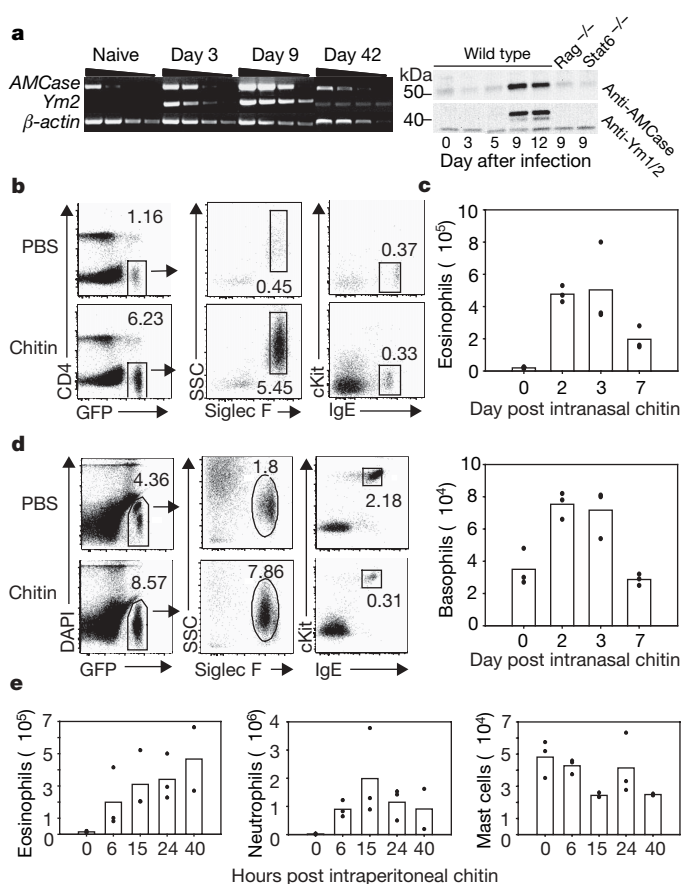 a
Naive Day 3 Day 9 Day 42
AMCase
Ym2
β-actin
kDa
50
40
Wild type
Rag −/−
Stat6 −/−
Anti-AMCase
Anti-Ym1/2
0 3 5 9 12 9 9
Day after infection
b
PBS
1.16
0.45
0.37
Chitin
6.23
5.45
0.33
CD4
SSC
cKit
GFP
Siglec F
IgE
c
Eosinophils ( 10⁵)
10
8
6
4
2
0
0 2 3 7
Day post intranasal chitin
d
PBS
4.36
1.8
2.18
Chitin
8.57
7.86
0.31
DAPI
SSC
cKit
GFP
Siglec F
IgE
Basophils ( 10⁴)
10
8
6
4
2
0
0 2 3 7
Day post intranasal chitin
e
Eosinophils ( 10⁵)
7
5
3
1
0
0 6 15 24 40
Neutrophils ( 10⁶)
4
3
2
1
0
0 6 15 24 40
Mast cells ( 10⁴)
7
5
3
1
0
0 6 15 24 40
Hours post intraperitoneal chitin